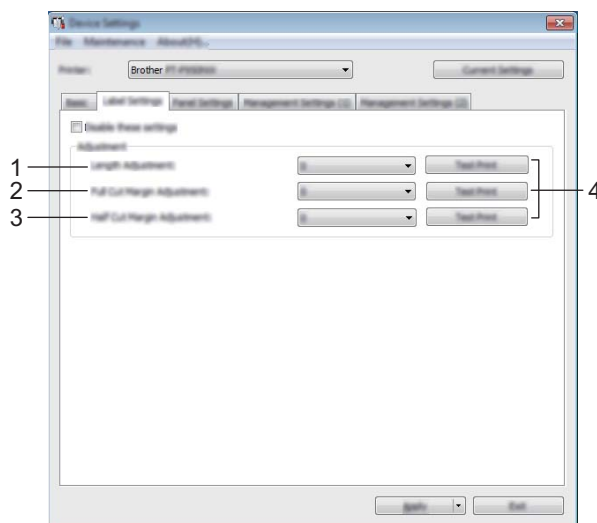 Device Settings
File Maintenance About(H)...
Printer: Brother Current Settings
Basic Label Settings Panel Settings Management Settings (1) Management Settings (2)
Disable these settings
Adjustment
1 Length Adjustment: 0 Test Print
2 Full Cut Margin Adjustment: 0 Test Print 4
3 Half Cut Margin Adjustment: 0 Test Print
Apply Exit